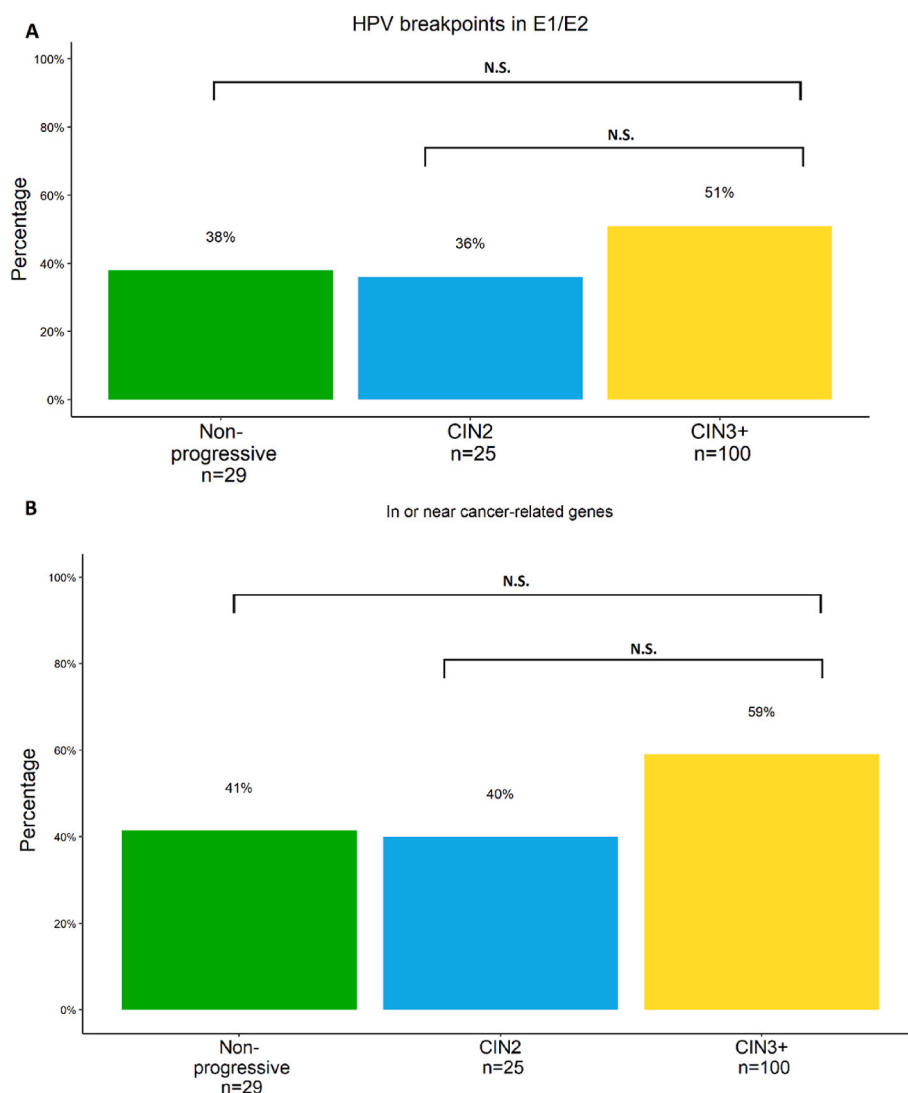 A
HPV breakpoints in E1/E2
100%
80%
60%
40%
20%
0%
Percentage
N.S.
N.S.
38%
36%
51%
Non-
progressive
n=29
CIN2
n=25
CIN3+
n=100
B
In or near cancer-related genes
100%
80%
60%
40%
20%
0%
Percentage
N.S.
N.S.
41%
40%
59%
Non-
progressive
n=29
CIN2
n=25
CIN3+
n=100